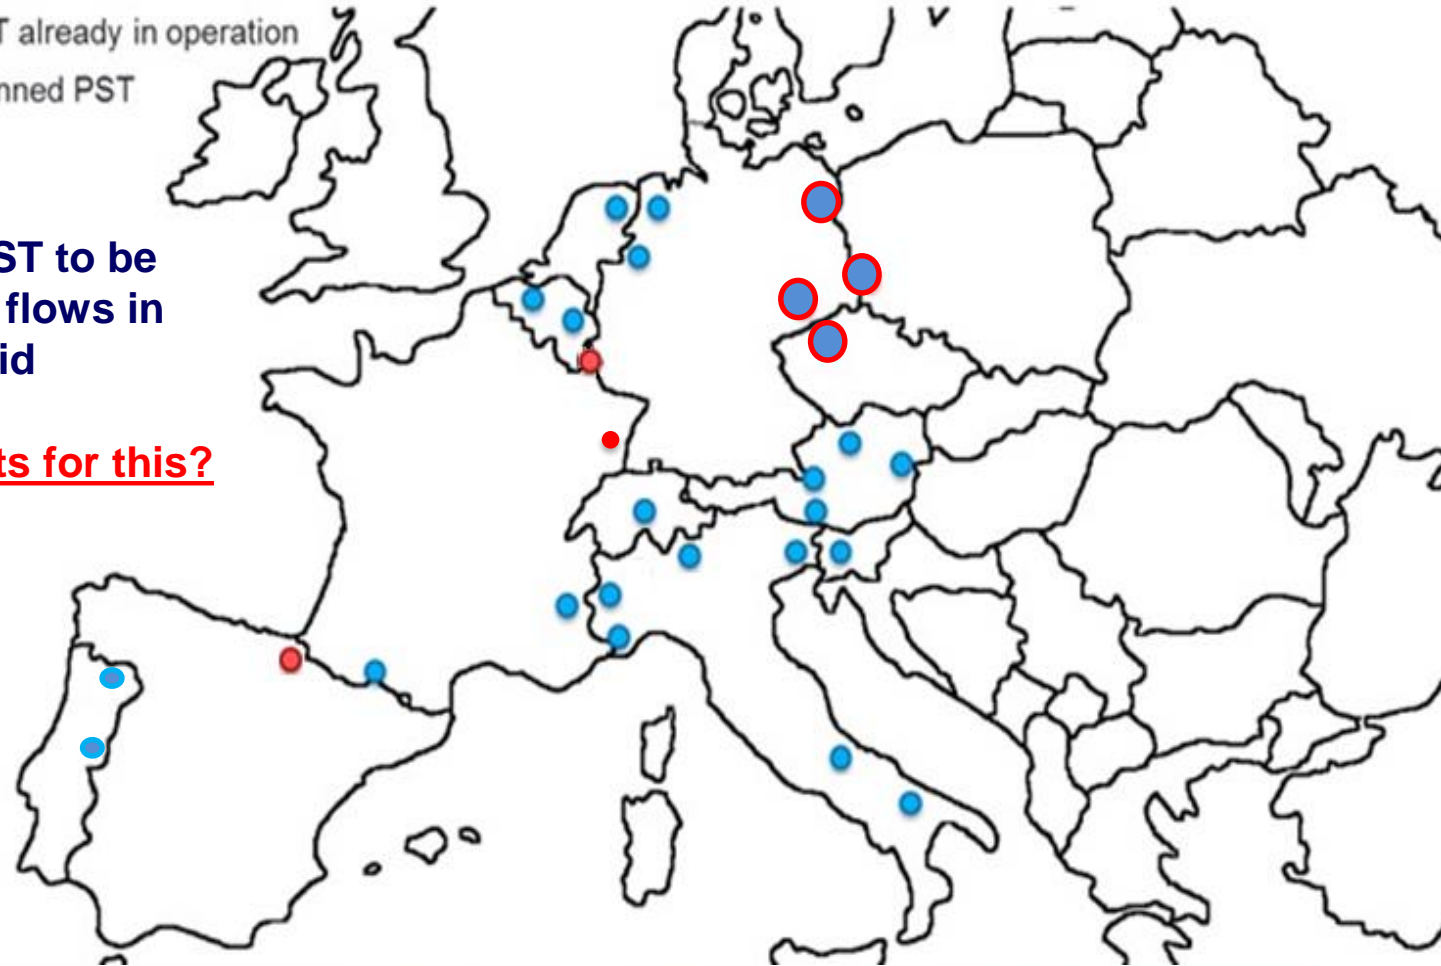 T already in operation
nned PST
ST to be
flows in
id
ts for this?